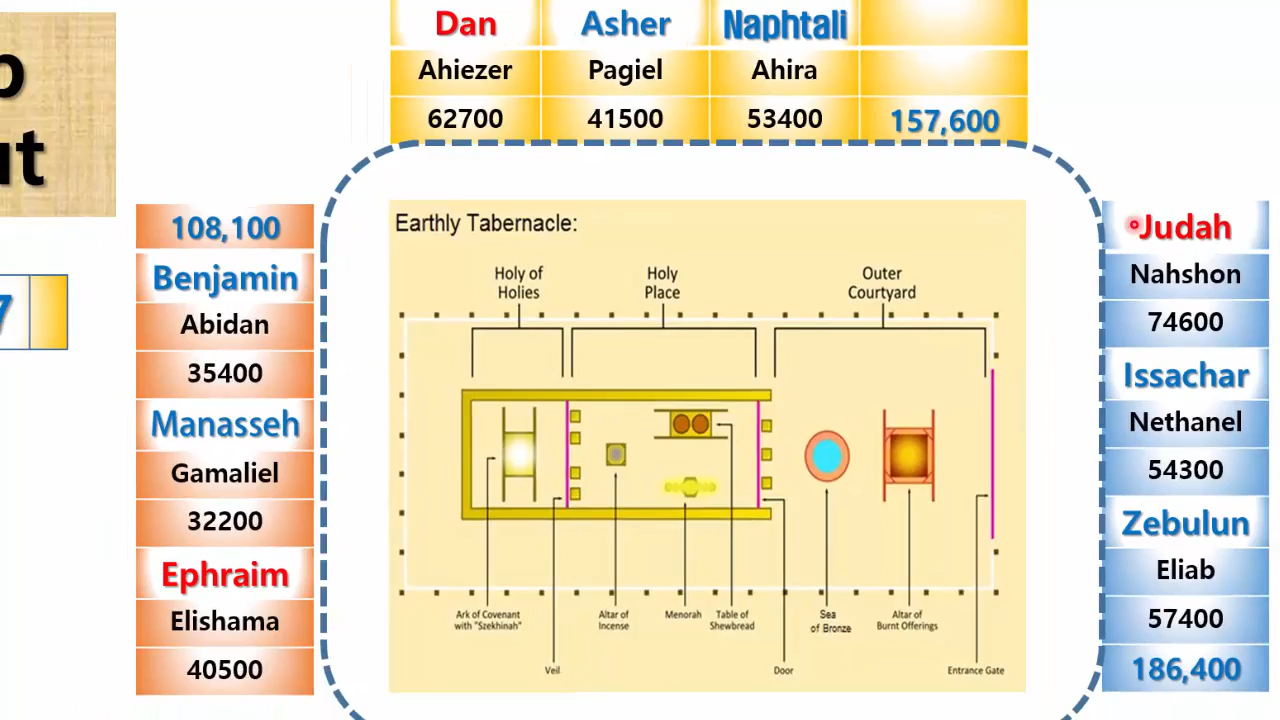 Dan Asher Naphtali
Ahiezer Pagiel Ahira
62700 41500 53400 157,600
108,100
Benjamin
Abidan
35400
Manasseh
Gamaliel
32200
Ephraim
Elishama
40500
7
Earthly Tabernacle:
Holy of
Holies
Holy
Place
Outer
Courtyard
Ark of Covenant
with "Szekhinah"
Veil
Altar of
Incense
Menorah
Table of
Shewbread
Door
Sea
of Bronze
Altar of
Burnt Offerings
Entrance Gate
Judah
Nahshon
74600
Issachar
Nethanel
54300
Zebulun
Eliab
57400
186,400